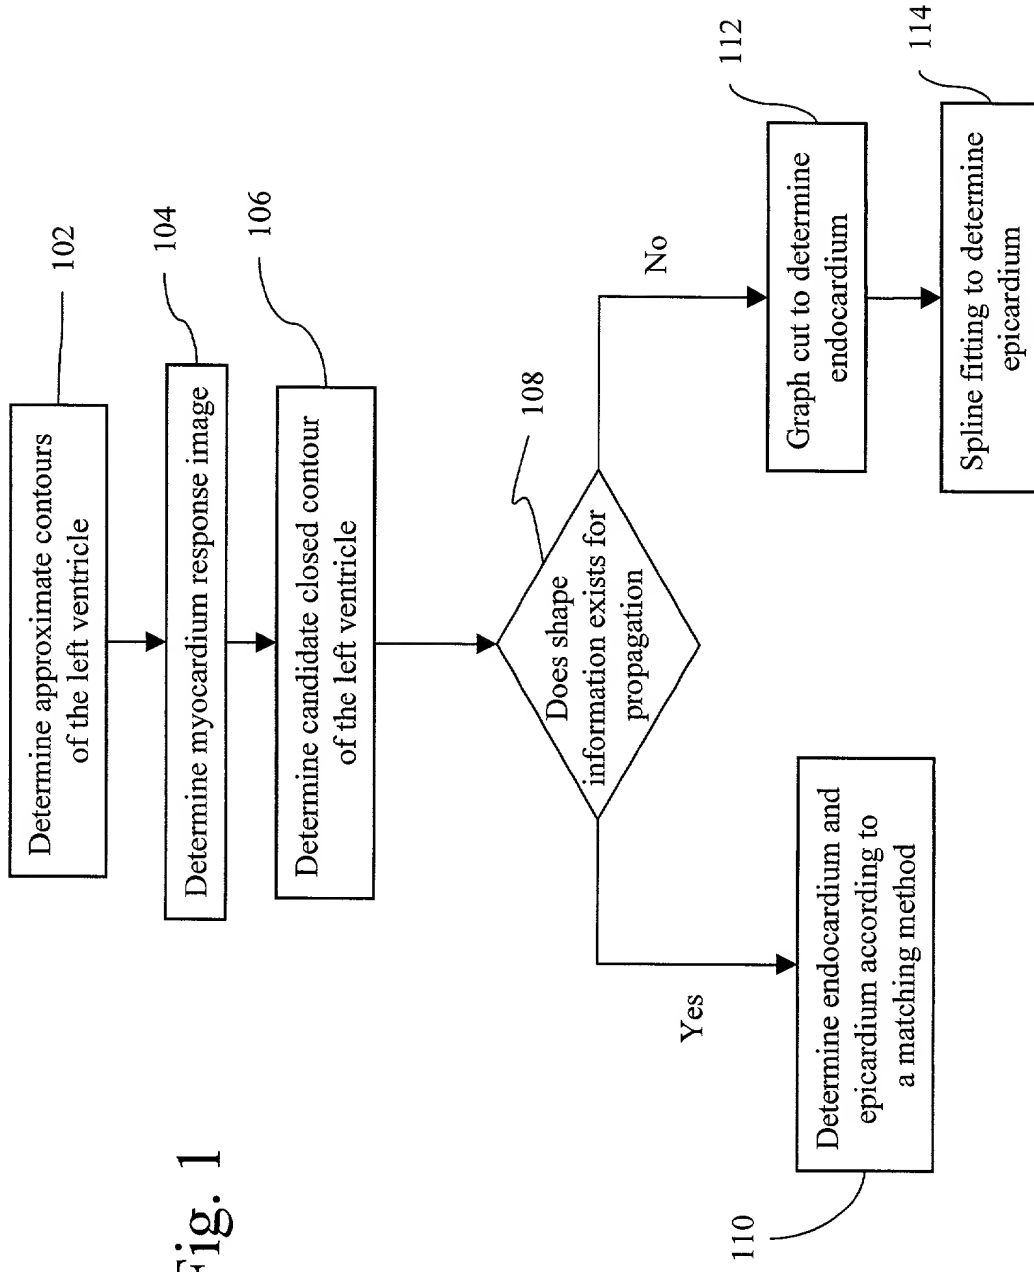 102
Determine approximate contours
of the left ventricle
104
Determine myocardium response image
106
Determine candidate closed contour
of the left ventricle
108
Does shape
information exists for
propagation
Yes
No
110
Determine endocardium and
epicardium according to
a matching method
112
Graph cut to determine
endocardium
114
Spline fitting to determine
epicardium
Fig. 1